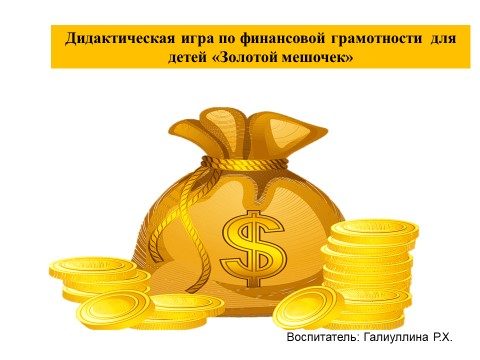 Дидактическая игра по финансовой грамотности для
детей «Золотой мешочек»
$
Воспитатель: Галиуллина Р.Х.